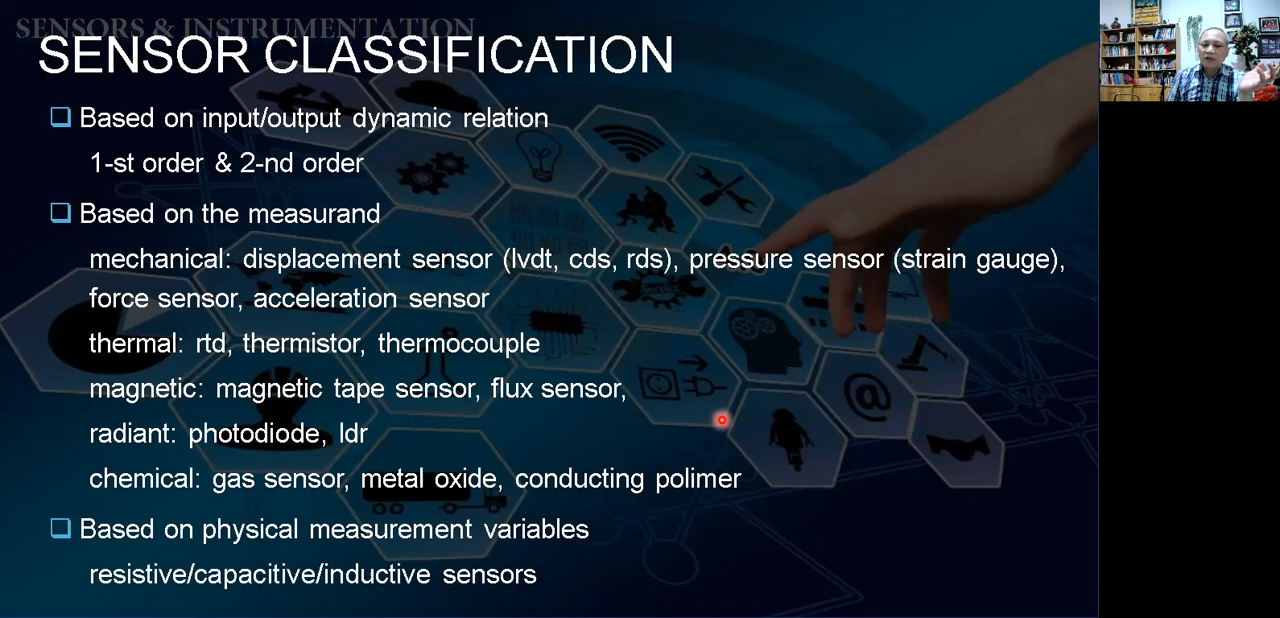 SENSORS & INSTRUMENTATION
SENSOR CLASSIFICATION
Based on input/output dynamic relation
1-st order & 2-nd order
Based on the measurand
mechanical: displacement sensor (lvdt, cds, rds), pressure sensor (strain gauge),
force sensor, acceleration sensor
thermal: rtd, thermistor, thermocouple
magnetic: magnetic tape sensor, flux sensor,
radiant: photodiode, ldr
chemical: gas sensor, metal oxide, conducting polimer
Based on physical measurement variables
resistive/capacitive/inductive sensors
Service
@